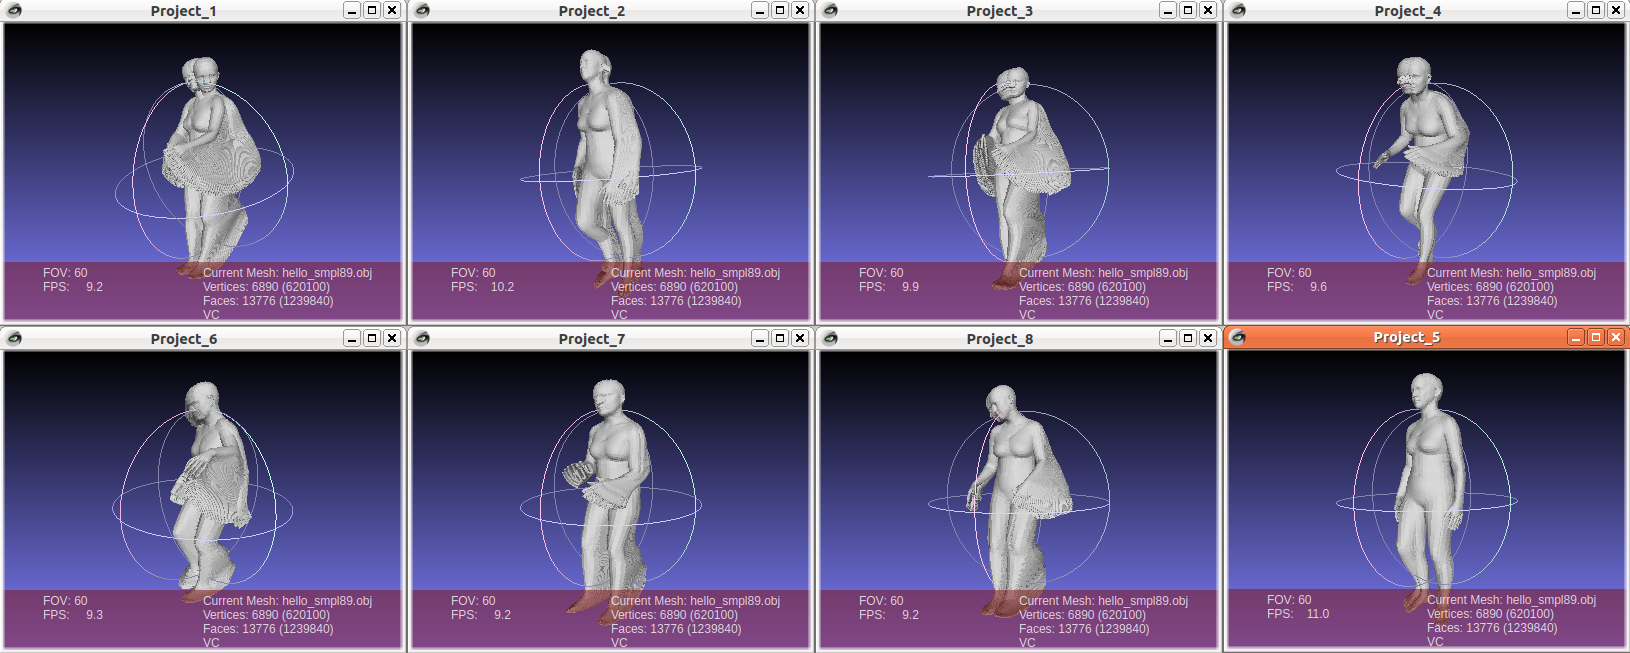 Project_1
FOV: 60
FPS: 9.2
Current Mesh: hello_smpl89.obj
Vertices: 6890 (620100)
Faces: 13776 (1239840)
VC
Project_2
FOV: 60
FPS: 10.2
Current Mesh: hello_smpl89.obj
Vertices: 6890 (620100)
Faces: 13776 (1239840)
VC
Project_3
FOV: 60
FPS: 9.9
Current Mesh: hello_smpl89.obj
Vertices: 6890 (620100)
Faces: 13776 (1239840)
VC
Project_4
FOV: 60
FPS: 9.6
Current Mesh: hello_smpl89.obj
Vertices: 6890 (620100)
Faces: 13776 (1239840)
VC
Project_6
FOV: 60
FPS: 9.3
Current Mesh: hello_smpl89.obj
Vertices: 6890 (620100)
Faces: 13776 (1239840)
VC
Project_7
FOV: 60
FPS: 9.2
Current Mesh: hello_smpl89.obj
Vertices: 6890 (620100)
Faces: 13776 (1239840)
VC
Project_8
FOV: 60
FPS: 9.2
Current Mesh: hello_smpl89.obj
Vertices: 6890 (620100)
Faces: 13776 (1239840)
VC
Project_5
FOV: 60
FPS: 11.0
Current Mesh: hello_smpl89.obj
Vertices: 6890 (620100)
Faces: 13776 (1239840)
VC